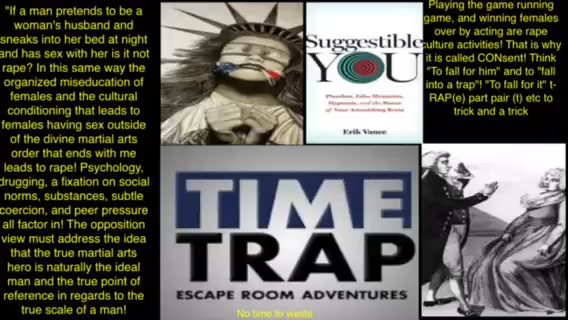 "If a man pretends to be a
woman's husband and
sneaks into her bed at night
and has sex with her is it not
rape? In this same way the
organized miseducation of
females and the cultural
conditioning that leads to
females having sex outside
of the divine martial arts
order that ends with me
leads to rape! Psychology,
drugging, a fixation on social
norms, substances, subtle
coercion, and peer pressure
all factor in! The opposition
view must address the idea
that the true martial arts
hero is naturally the ideal
man and the true point of
reference in regards to the
true scale of a man!
Suggestible
YOU
Placebos, False Memories,
Hypnosis, and the Power
of Your Astonishing Brain
Erik Vance
Playing the game running
game, and winning females
over by acting are rape
culture activities! That is why
it is called CONsent! Think
"To fall for him" and to "fall
into a trap"! "To fall for it" t-
RAP(e) part pair (t) etc to
trick and a trick
TIME
TRAP
ESCAPE ROOM ADVENTURES
No time to waste